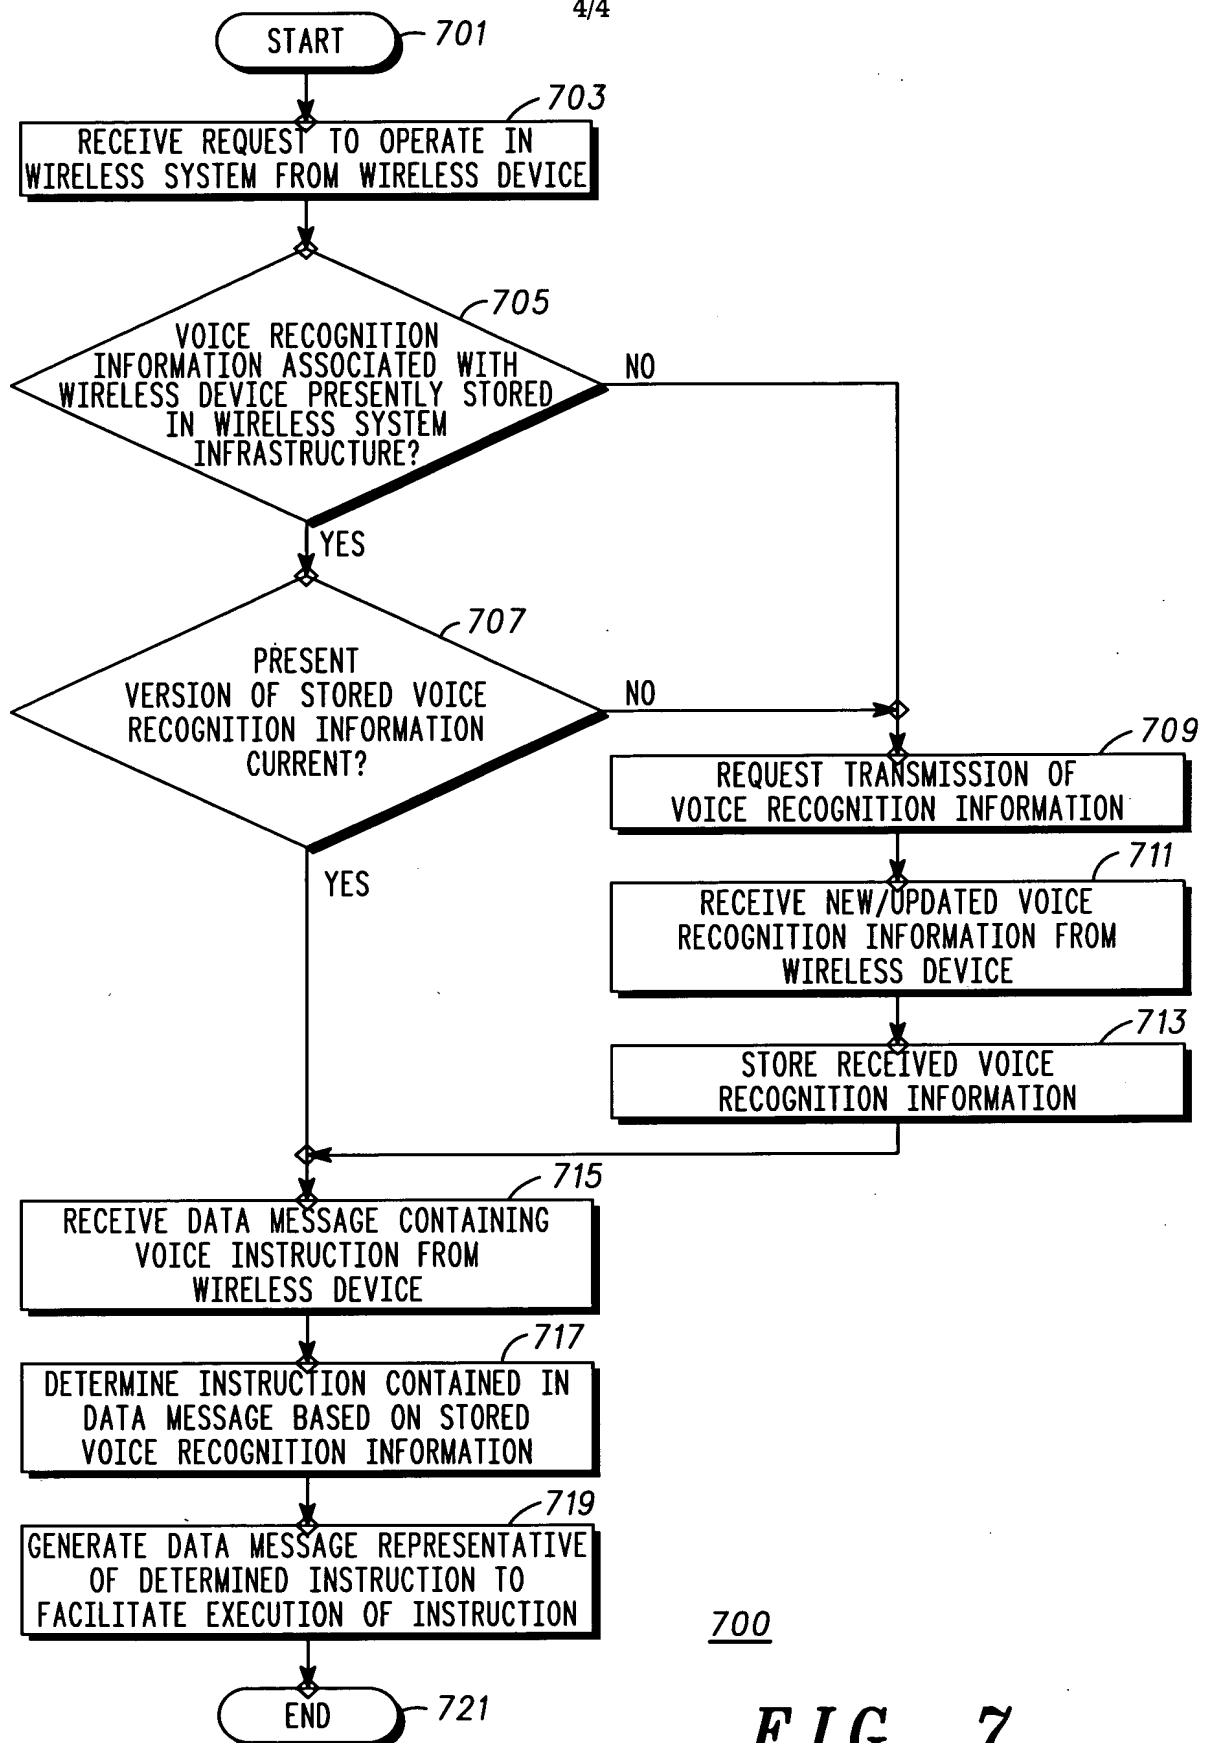 4/4
START
701
703
RECEIVE REQUEST TO OPERATE IN
WIRELESS SYSTEM FROM WIRELESS DEVICE
705
VOICE RECOGNITION
INFORMATION ASSOCIATED WITH
WIRELESS DEVICE PRESENTLY STORED
IN WIRELESS SYSTEM
INFRASTRUCTURE?
NO
YES
707
PRESENT
VERSION OF STORED VOICE
RECOGNITION INFORMATION
CURRENT?
NO
YES
709
REQUEST TRANSMISSION OF
VOICE RECOGNITION INFORMATION
711
RECEIVE NEW/UPDATED VOICE
RECOGNITION INFORMATION FROM
WIRELESS DEVICE
713
STORE RECEIVED VOICE
RECOGNITION INFORMATION
715
RECEIVE DATA MESSAGE CONTAINING
VOICE INSTRUCTION FROM
WIRELESS DEVICE
717
DETERMINE INSTRUCTION CONTAINED IN
DATA MESSAGE BASED ON STORED
VOICE RECOGNITION INFORMATION
719
GENERATE DATA MESSAGE REPRESENTATIVE
OF DETERMINED INSTRUCTION TO
FACILITATE EXECUTION OF INSTRUCTION
700
END
721
FIG. 7